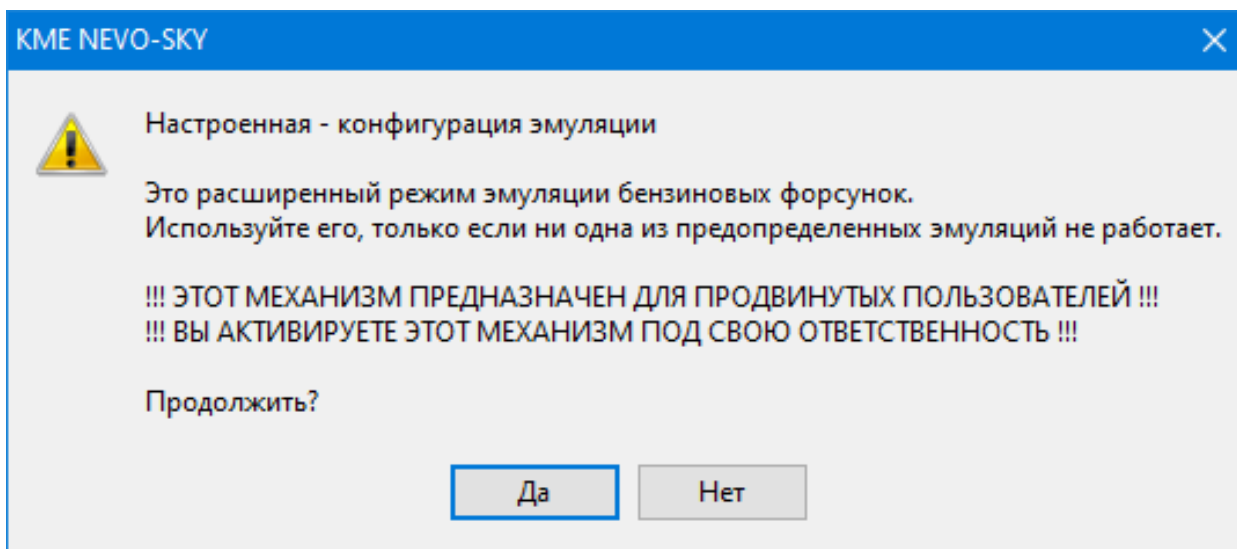 KME NEVO-SKY
Настроенная - конфигурация эмуляции
Это расширенный режим эмуляции бензиновых форсунок.
Используйте его, только если ни одна из предопределенных эмуляций не работает.
!!! ЭТОТ МЕХАНИЗМ ПРЕДНАЗНАЧЕН ДЛЯ ПРОДВИНУТЫХ ПОЛЬЗОВАТЕЛЕЙ !!!
!!! ВЫ АКТИВИРУЕТЕ ЭТОТ МЕХАНИЗМ ПОД СВОЮ ОТВЕТСТВЕННОСТЬ !!!
Продолжить?
Да Нет